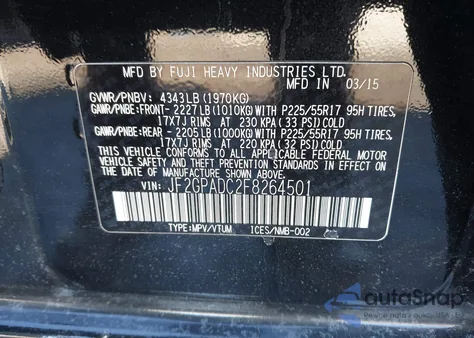 MFD BY FUJI HEAVY INDUSTRIES LTD.
MFD IN 03/15
GVWR/PNBV: 4343LB (1970KG)
GAWR/PNBE: FRONT- 2227LB (1010KG)WITH P225/55R17 95H TIRES,
17X7J RIMS AT 230 KPA (33 PSI) COLD
GAWR/PNBE: REAR - 2205LB (1000KG)WITH P225/55R17 95H TIRES,
17X7J RIMS AT 220 KPA (32 PSI) COLD
THIS VEHICLE CONFORMS TO ALL APPLICABLE FEDERAL MOTOR
VEHICLE SAFETY AND THEFT PREVENTION STANDARDS IN EFFECT ON
THE DATE OF MANUFACTURE SHOWN ABOVE.
VIN: JF2GPADC2F8264501
TYPE:MPV/VTUM ICES/NMB-002
autoSnap